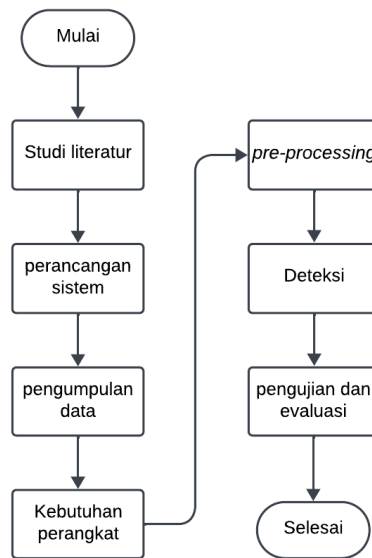 Mulai
Studi literatur
perancangan
sistem
pengumpulan
data
Kebutuhan
perangkat
pre-processing
Deteksi
pengujian dan
evaluasi
Selesai